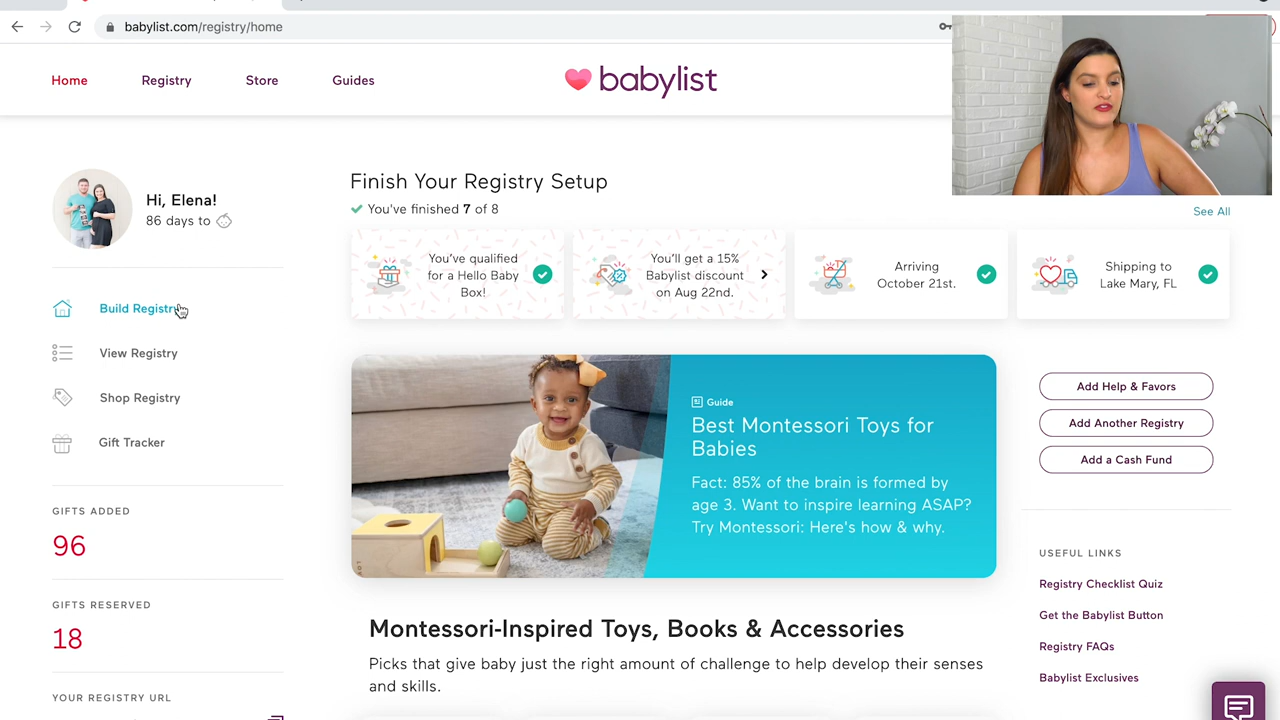 babylist.com/registry/home
Home
Registry
Store
Guides
babylist
Hi, Elena!
86 days to
Build Registry
View Registry
Shop Registry
Gift Tracker
GIFTS ADDED
96
GIFTS RESERVED
18
YOUR REGISTRY URL
Finish Your Registry Setup
You've finished 7 of 8
See All
You've qualified
for a Hello Baby
Box!
You'll get a 15%
Babylist discount
on Aug 22nd.
Arriving
October 21st.
Shipping to
Lake Mary, FL
Guide
Best Montessori Toys for
Babies
Fact: 85% of the brain is formed by
age 3. Want to inspire learning ASAP?
Try Montessori: Here's how & why.
Montessori-Inspired Toys, Books & Accessories
Picks that give baby just the right amount of challenge to help develop their senses
and skills.
Add Help & Favors
Add Another Registry
Add a Cash Fund
USEFUL LINKS
Registry Checklist Quiz
Get the Babylist Button
Registry FAQs
Babylist Exclusives